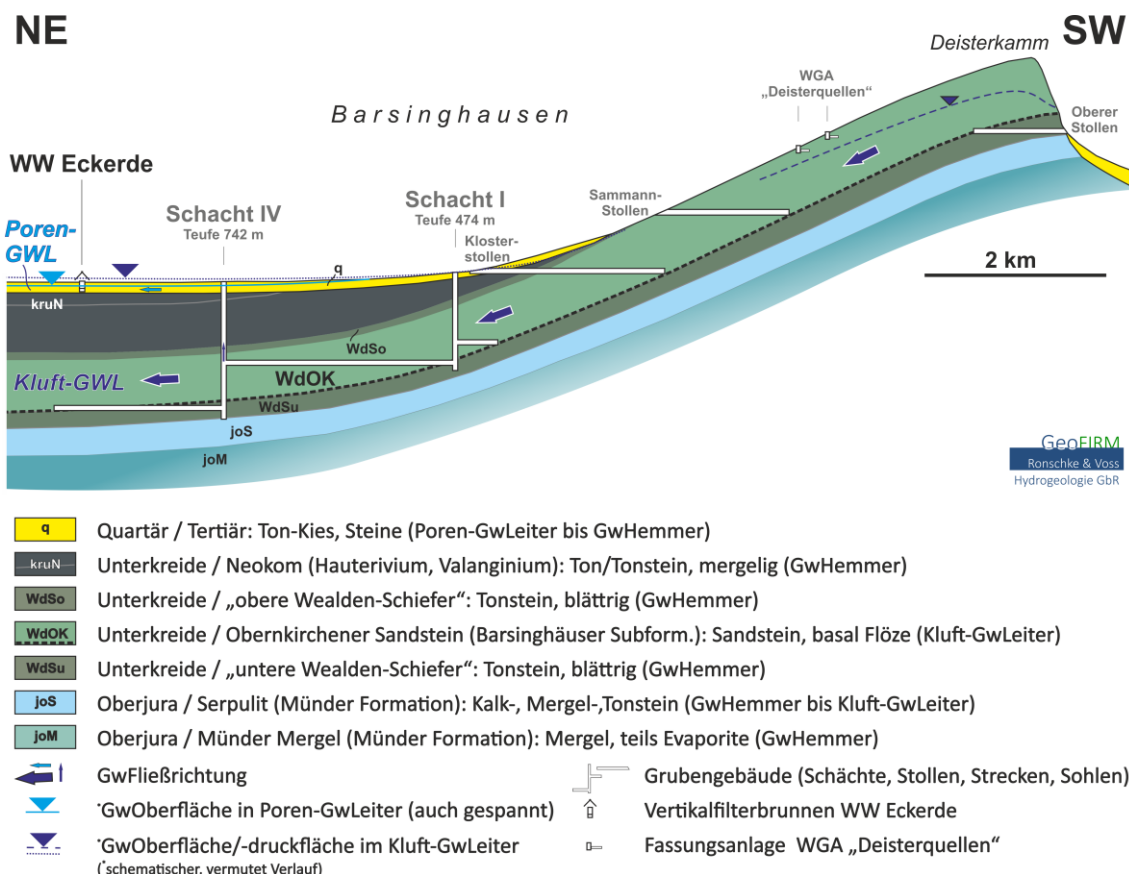 NE
SW
Deisterkamm
WGA
„Deisterquellen“
Barsinghausen
Oberer
Stollen
WW Eckerde
Schacht I
Teufe 474 m
Sammann-
Stollen
Schacht IV
Teufe 742 m
Kloster-
stollen
Poren-
GWL
q
2 km
kruN
WdSo
Kluft-GWL
WdOK
WdSu
joS
joM
GeoFIRM
Ronschke & Voss
Hydrogeologie GbR
q Quartär / Tertiär: Ton-Kies, Steine (Poren-GwLeiter bis GwHemmer)
kruN Unterkreide / Neokom (Hauterivium, Valanginium): Ton/Tonstein, mergelig (GwHemmer)
WdSo Unterkreide / „obere Wealden-Schiefer“: Tonstein, blättrig (GwHemmer)
WdOK Unterkreide / Obernkirchener Sandstein (Barsinghäuser Subform.): Sandstein, basal Flöze (Kluft-GwLeiter)
WdSu Unterkreide / „untere Wealden-Schiefer“: Tonstein, blättrig (GwHemmer)
joS Oberjura / Serpulit (Münder Formation): Kalk-, Mergel-,Tonstein (GwHemmer bis Kluft-GwLeiter)
joM Oberjura / Münder Mergel (Münder Formation): Mergel, teils Evaporite (GwHemmer)
GwFließrichtung
*GwOberfläche in Poren-GwLeiter (auch gespannt)
*GwOberfläche/-druckfläche im Kluft-GwLeiter
(*schematischer, vermutet Verlauf)
Grubengebäude (Schächte, Stollen, Strecken, Sohlen)
Vertikalfilterbrunnen WW Eckerde
Fassungsanlage WGA „Deisterquellen“